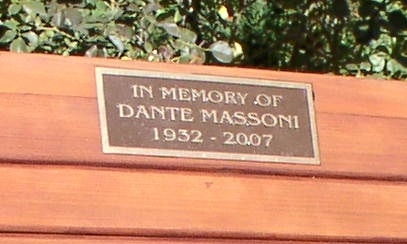 IN MEMORY OF
DANTE MASSONI
1932 - 2007